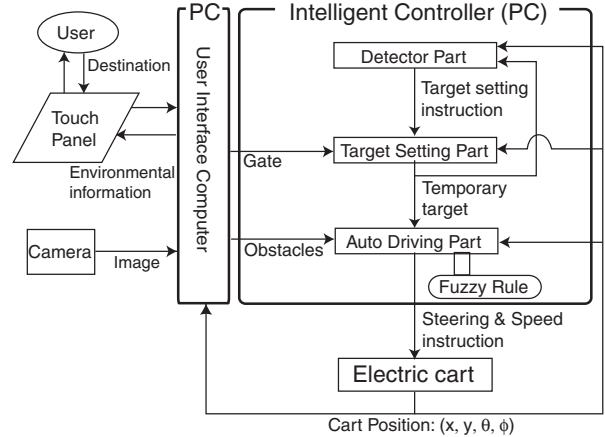 PC
Intelligent Controller (PC)
User
Destination
Touch
Panel
Environmental
information
Camera
Image
User Interface Computer
Gate
Obstacles
Detector Part
Target setting
instruction
Target Setting Part
Temporary
target
Auto Driving Part
Fuzzy Rule
Steering & Speed
instruction
Electric cart
Cart Position: (x, y, θ, ϕ)